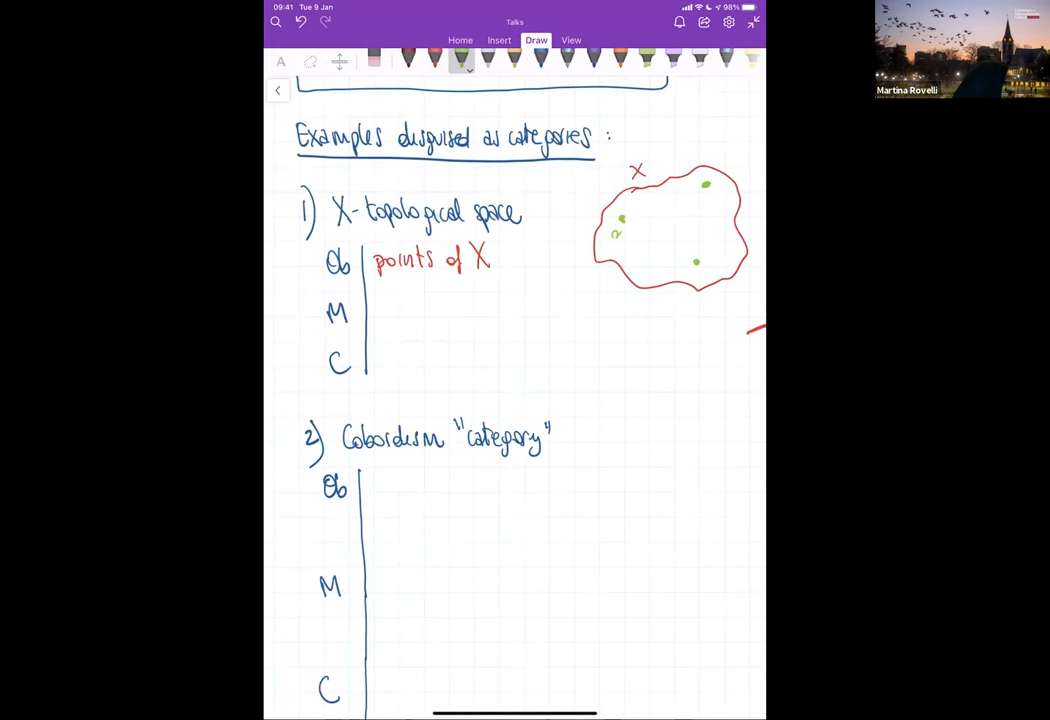 09:41 Tue 9 Jan
98%
Talks
Home Insert Draw View
A
Martina Rovelli
Examples disguised as categories :
X
1) X - topological space
Ob points of X
M
C
2) Cobordism "category"
Ob
M
C